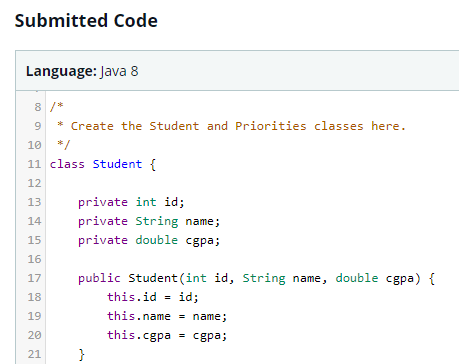 Submitted Code
Language: Java 8
8 /*
9  * Create the Student and Priorities classes here.
10  */
11 class Student {
12
13     private int id;
14     private String name;
15     private double cgpa;
16
17     public Student(int id, String name, double cgpa) {
18         this.id = id;
19         this.name = name;
20         this.cgpa = cgpa;
21     }